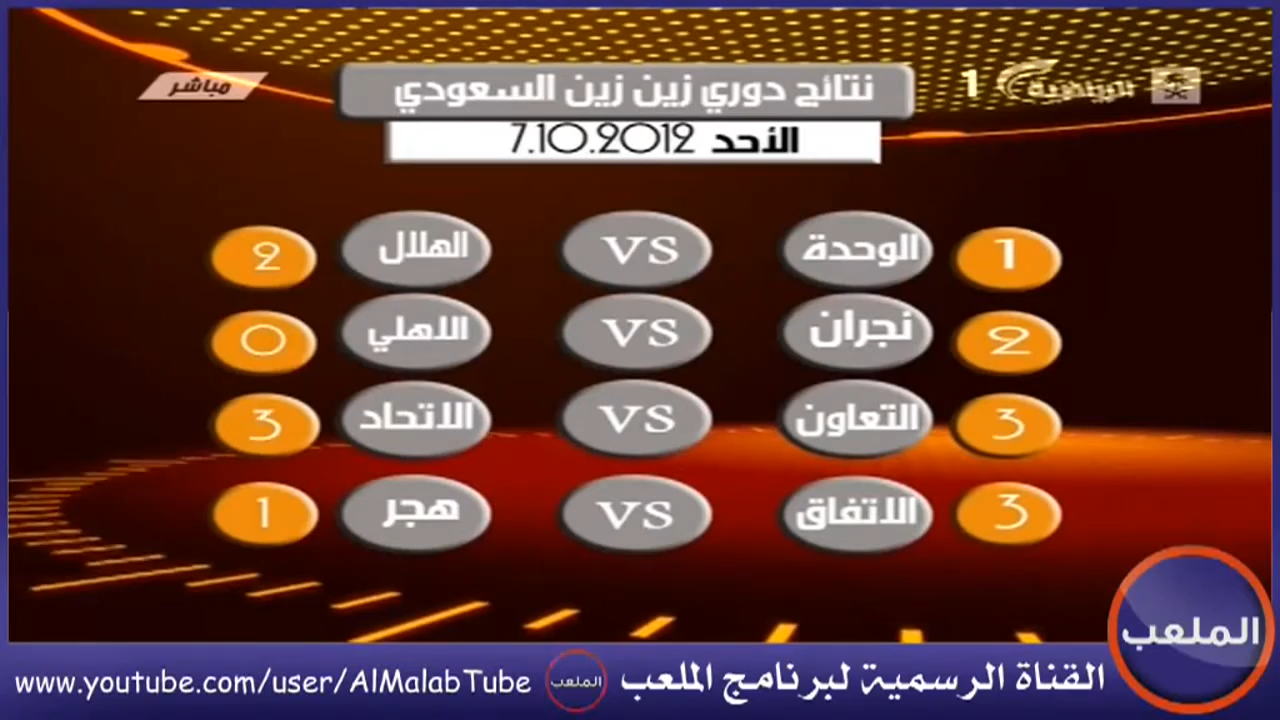 مباشر
الرياضية 1
نتائج دوري زين زين السعودي
الأحد 7.10.2012
1 الوحدة VS الهلال 2
2 نجران VS الاهلي 0
3 التعاون VS الاتحاد 3
3 الاتفاق VS هجر 1
الملعب
القناة الرسمية لبرنامج الملعب الملعب www.youtube.com/user/AlMalabTube